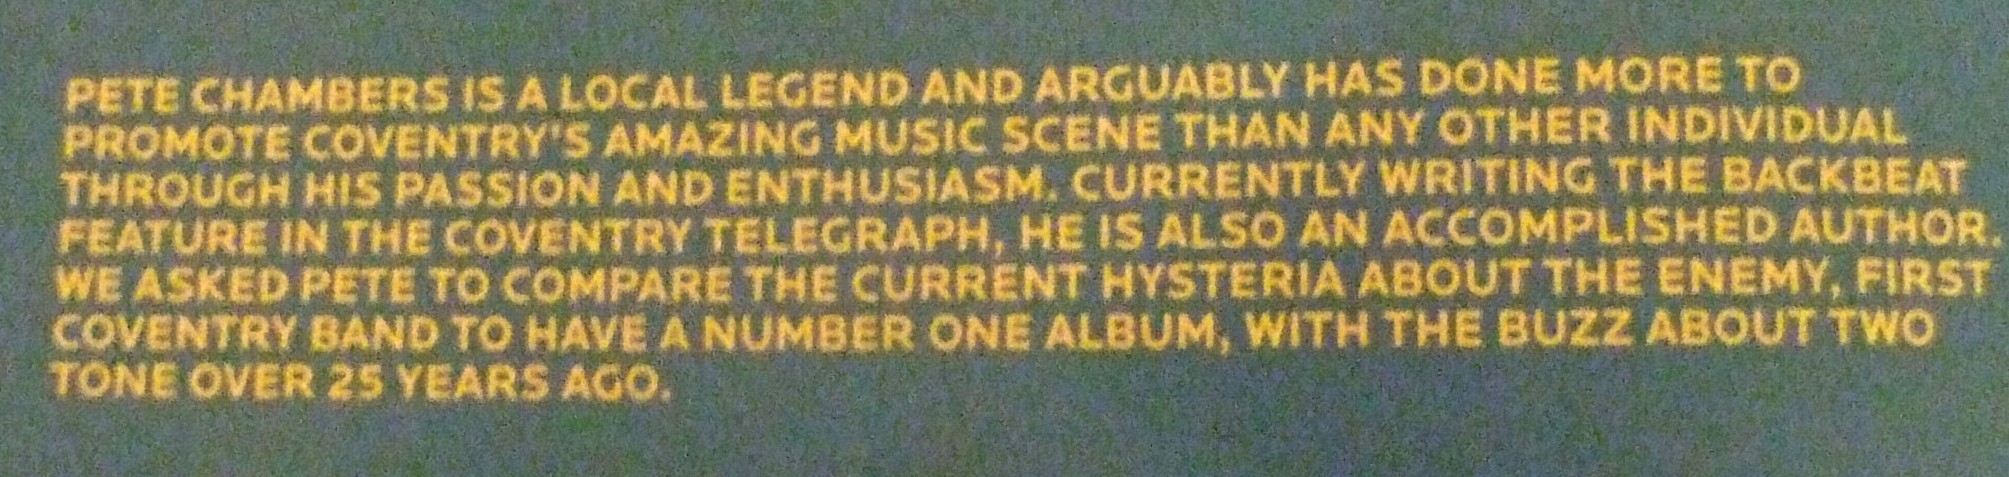 PETE CHAMBERS IS A LOCAL LEGEND AND ARGUABLY HAS DONE MORE TO
PROMOTE COVENTRY'S AMAZING MUSIC SCENE THAN ANY OTHER INDIVIDUAL
THROUGH HIS PASSION AND ENTHUSIASM. CURRENTLY WRITING THE BACKBEAT
FEATURE IN THE COVENTRY TELEGRAPH, HE IS ALSO AN ACCOMPLISHED AUTHOR.
WE ASKED PETE TO COMPARE THE CURRENT HYSTERIA ABOUT THE ENEMY, FIRST
COVENTRY BAND TO HAVE A NUMBER ONE ALBUM, WITH THE BUZZ ABOUT TWO
TONE OVER 25 YEARS AGO.